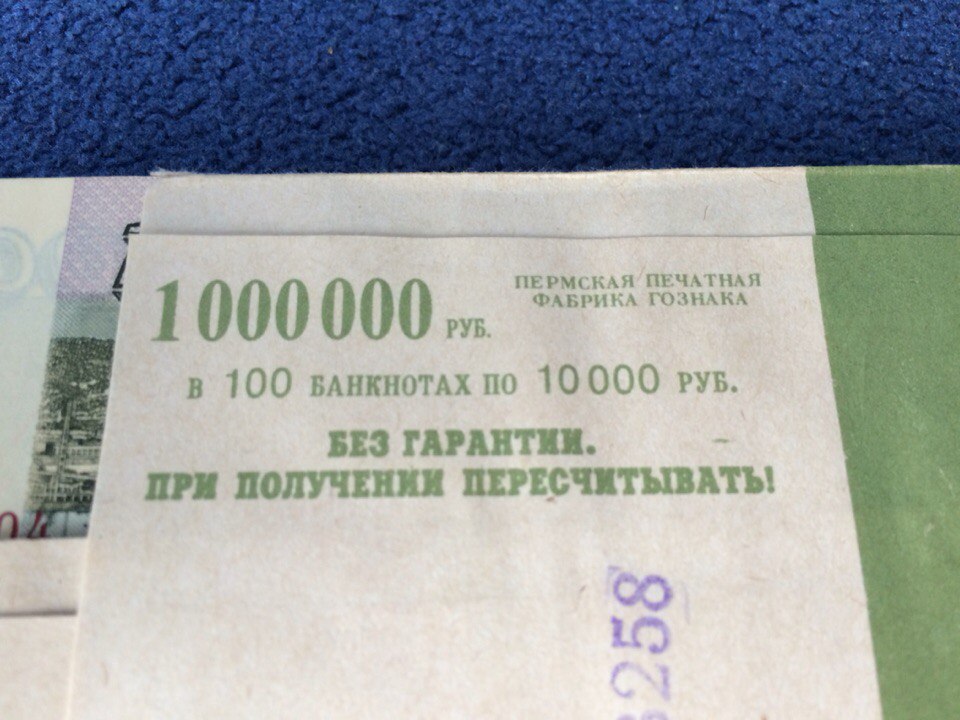 1 000 000 РУБ.
ПЕРМСКАЯ ПЕЧАТНАЯ
ФАБРИКА ГОЗНАКА
В 100 БАНКНОТАХ ПО 10 000 РУБ.
БЕЗ ГАРАНТИИ.
ПРИ ПОЛУЧЕНИИ ПЕРЕСЧИТЫВАТЬ!
258